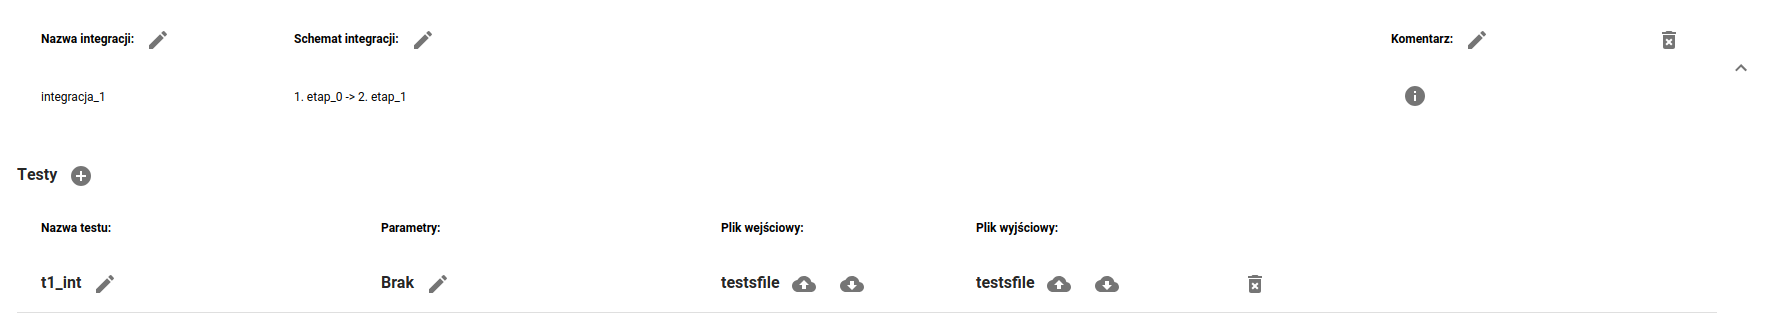 Nazwa integracji: Schemat integracji: Komentarz:
integracja_1 1. etap_0 -> 2. etap_1
Testy
Nazwa testu: Parametry: Plik wejściowy: Plik wyjściowy:
t1_int Brak testsfile testsfile